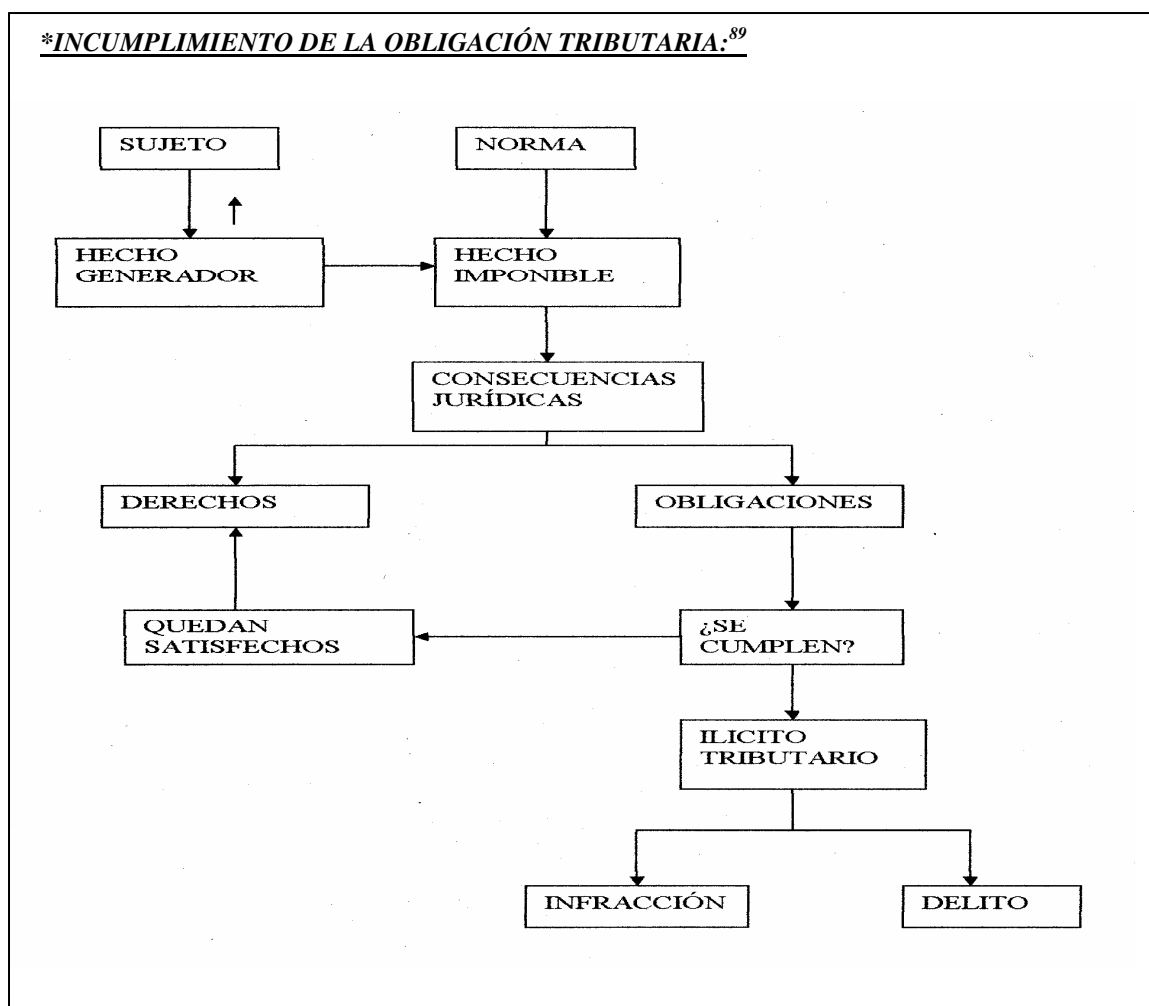 *INCUMPLIMIENTO DE LA OBLIGACIÓN TRIBUTARIA:89
SUJETO
NORMA
HECHO
GENERADOR
HECHO
IMPONIBLE
CONSECUENCIAS
JURÍDICAS
DERECHOS
OBLIGACIONES
QUEDAN
SATISFECHOS
¿SE
CUMPLEN?
ILICITO
TRIBUTARIO
INFRACCIÓN
DELITO